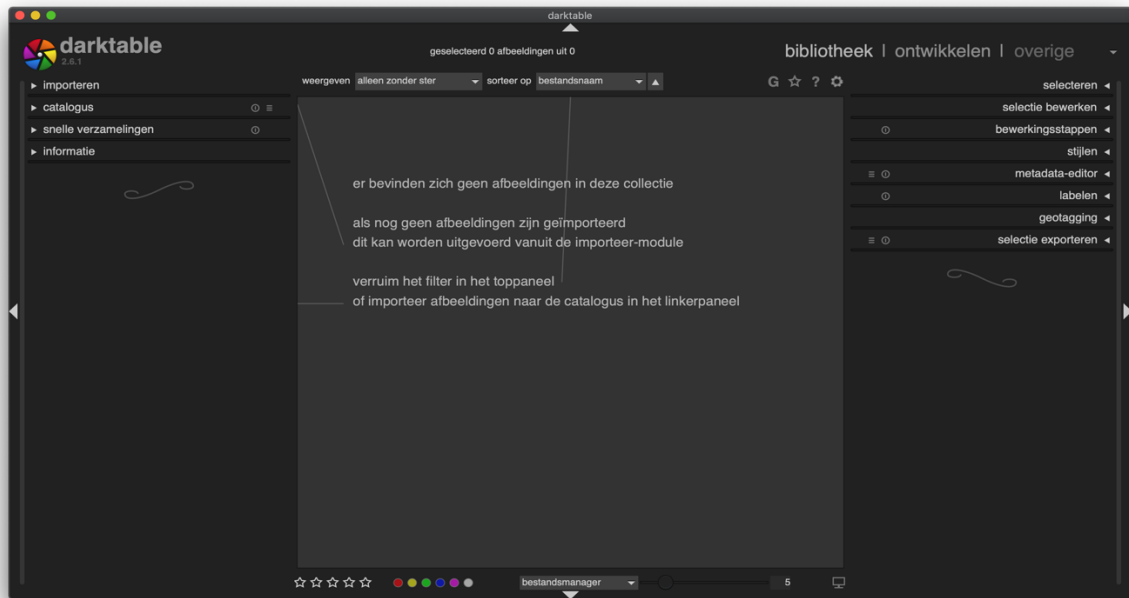 darktable
darktable
2.6.1
geselecteerd 0 afbeeldingen uit 0
bibliotheek | ontwikkelen | overige
weergeven alleen zonder ster sorteer op bestandsnaam
G ?
importeren
catalogus
snelle verzamelingen
informatie
er bevinden zich geen afbeeldingen in deze collectie
als nog geen afbeeldingen zijn geïmporteerd
dit kan worden uitgevoerd vanuit de importeer-module
verruim het filter in het toppaneel
of importeer afbeeldingen naar de catalogus in het linkerpaneel
selecteren
selectie bewerken
bewerkingsstappen
stijlen
metadata-editor
labelen
geotagging
selectie exporteren
bestandsmanager 5